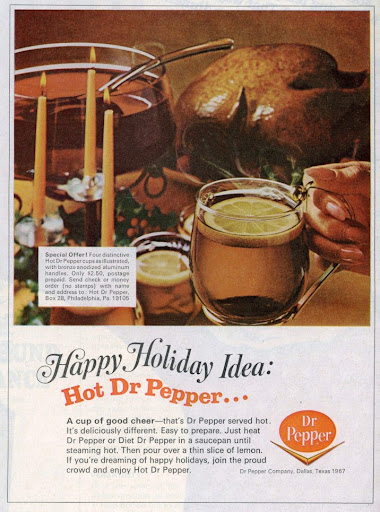 Special Offer! Four distinctive
Hot Dr Pepper cups as illustrated,
with bronze anodized aluminum
handles. Only $2.50, postage
prepaid. Send check or money
order (no stamps) with name
and address to: Hot Dr Pepper,
Box 28, Philadelphia, Pa. 19105
Happy Holiday Idea:
Hot Dr Pepper...
A cup of good cheer—that's Dr Pepper served hot.
It's deliciously different. Easy to prepare. Just heat
Dr Pepper or Diet Dr Pepper in a saucepan until
steaming hot. Then pour over a thin slice of lemon.
If you're dreaming of happy holidays, join the proud
crowd and enjoy Hot Dr Pepper.
Dr
Pepper
Dr Pepper Company, Dallas, Texas 1967